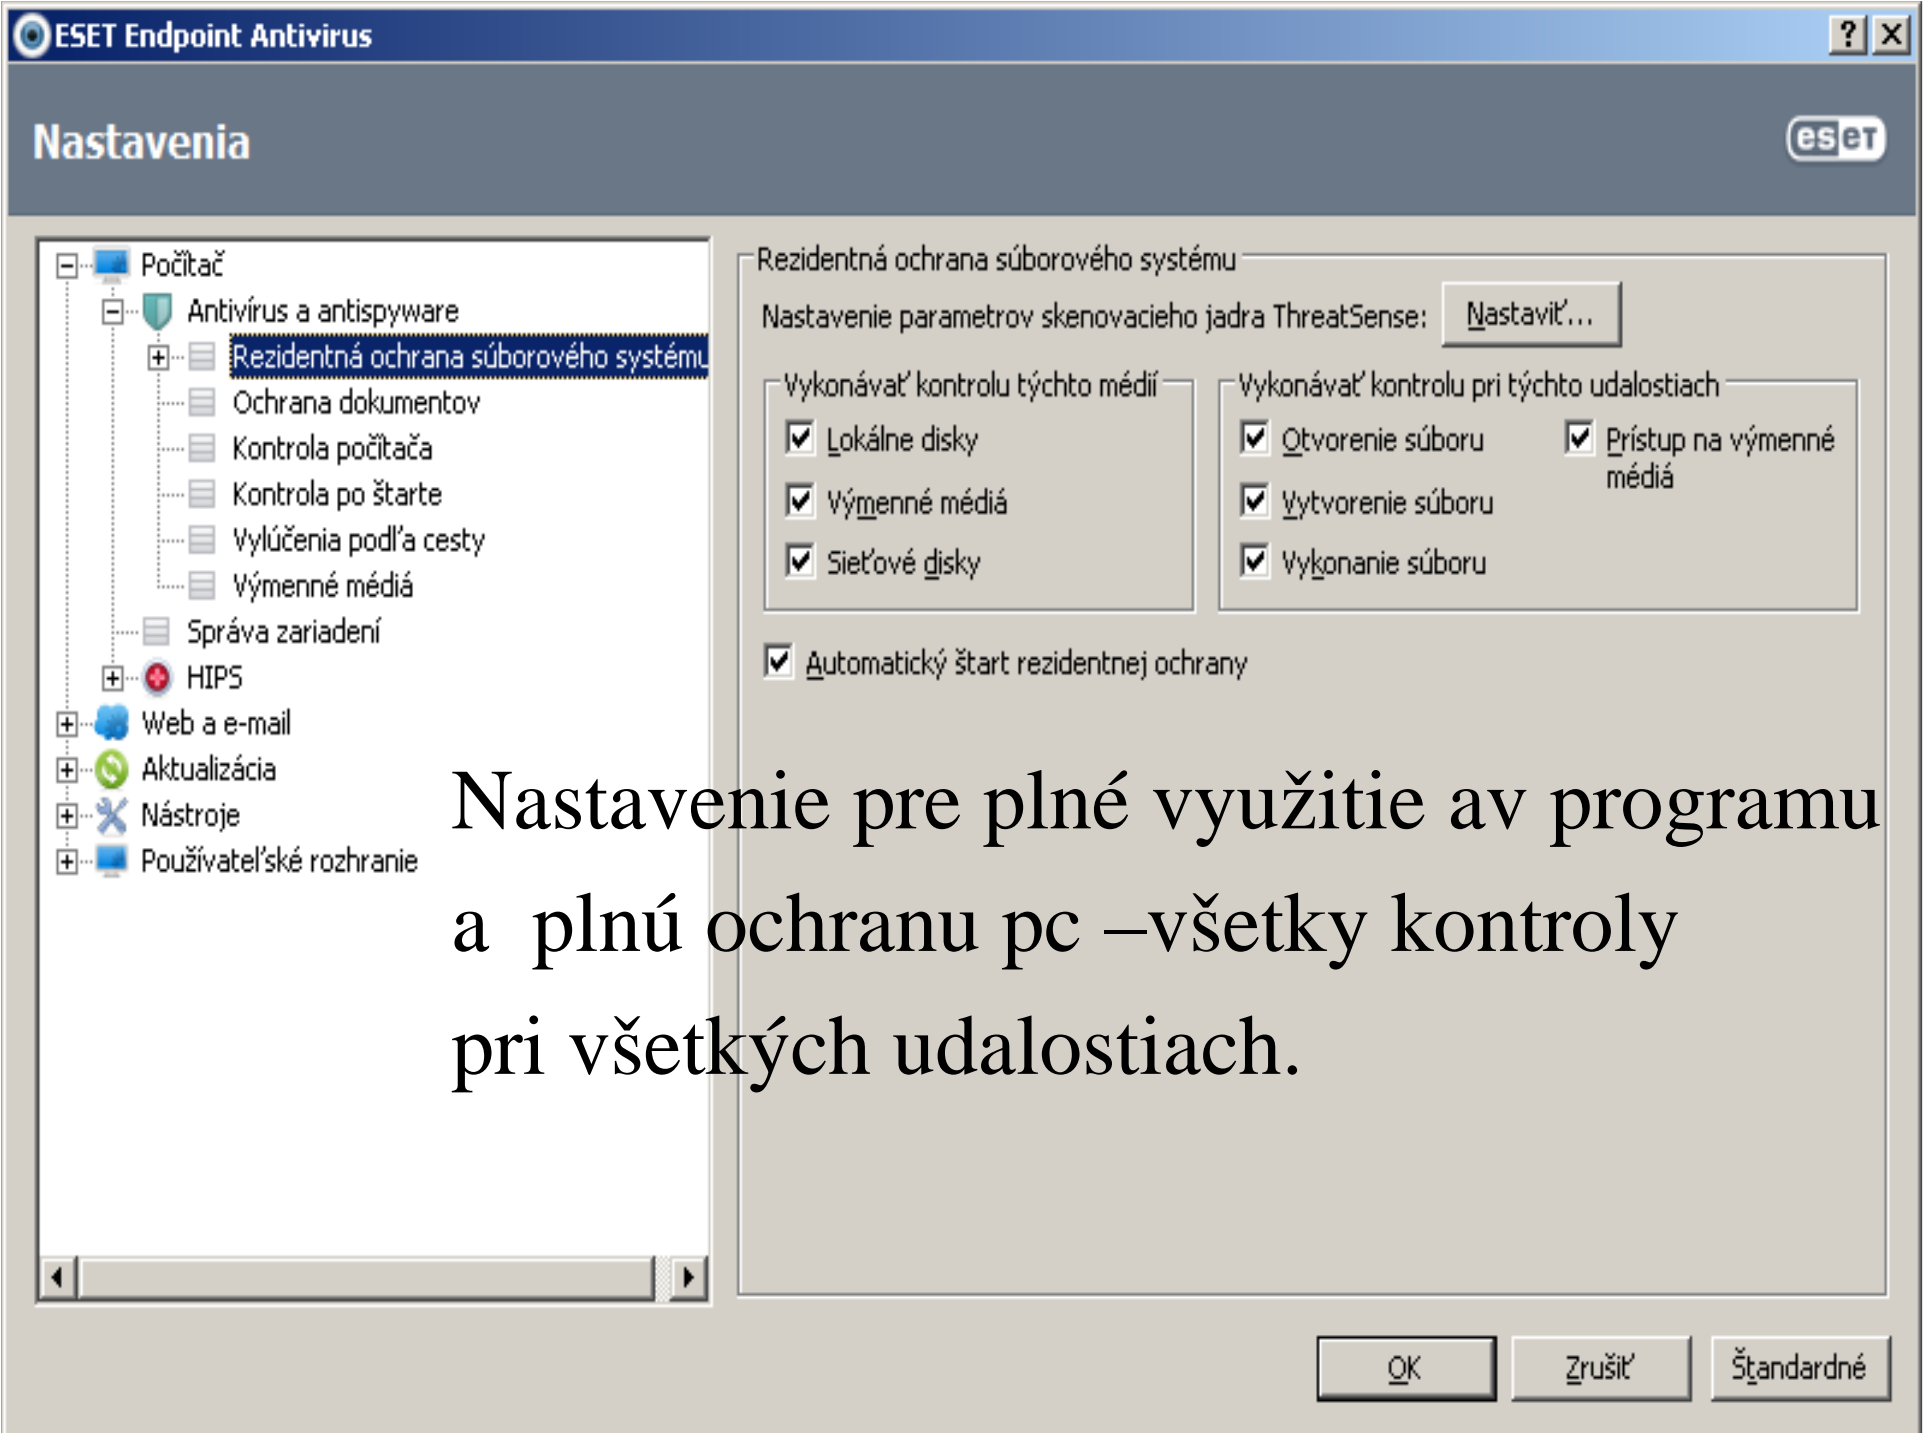 ESET Endpoint Antivirus
Nastavenia
eset
Počítač
Antivírus a antispyware
Rezidentná ochrana súborového systému
Ochrana dokumentov
Kontrola počítača
Kontrola po štarte
Vylúčenia podľa cesty
Výmenné médiá
Správa zariadení
HIPS
Web a e-mail
Aktualizácia
Nástroje
Používateľské rozhranie
Rezidentná ochrana súborového systému
Nastavenie parametrov skenovacieho jadra ThreatSense: Nastaviť...
Vykonávať kontrolu týchto médií
Lokálne disky
Výmenné médiá
Sieťové disky
Vykonávať kontrolu pri týchto udalostiach
Otvorenie súboru
Vytvorenie súboru
Vykonanie súboru
Prístup na výmenné
médiá
Automatický štart rezidentnej ochrany
Nastavenie pre plné využitie av programu
a plnú ochranu pc –všetky kontroly
pri všetkých udalostiach.
OK Zrušiť Štandardné